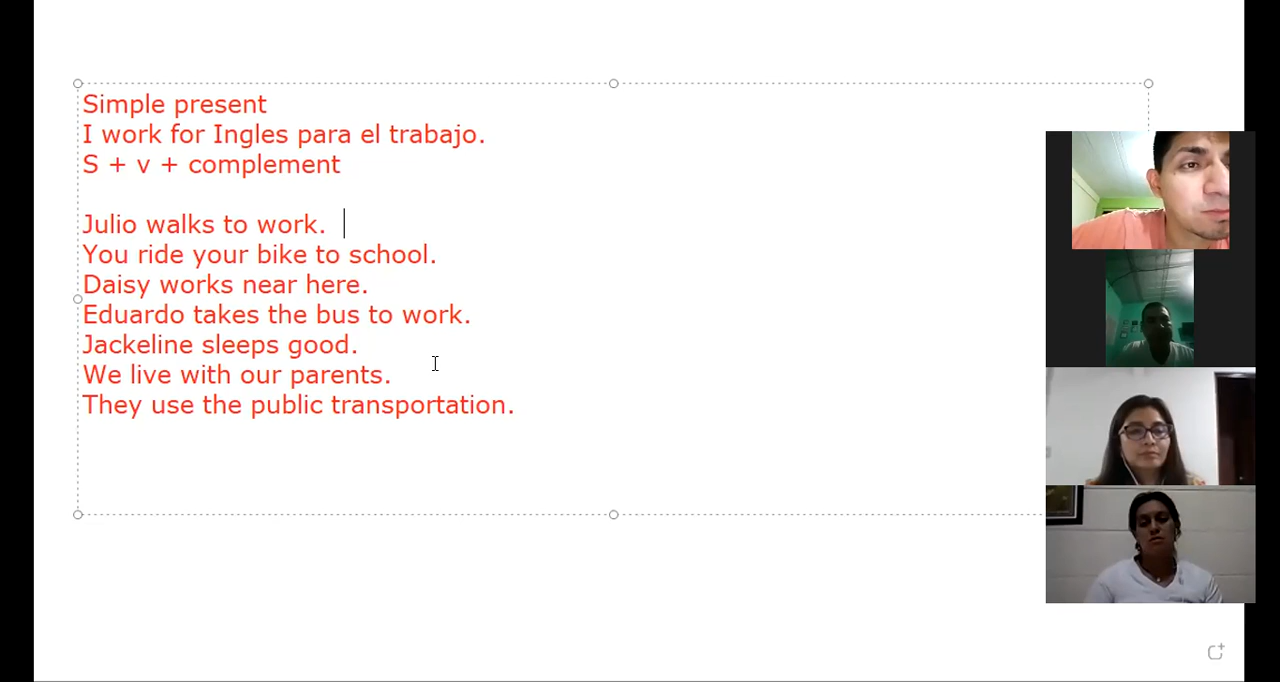 Simple present
I work for Ingles para el trabajo.
S + v + complement
Julio walks to work.
You ride your bike to school.
Daisy works near here.
Eduardo takes the bus to work.
Jackeline sleeps good.
We live with our parents.
They use the public transportation.